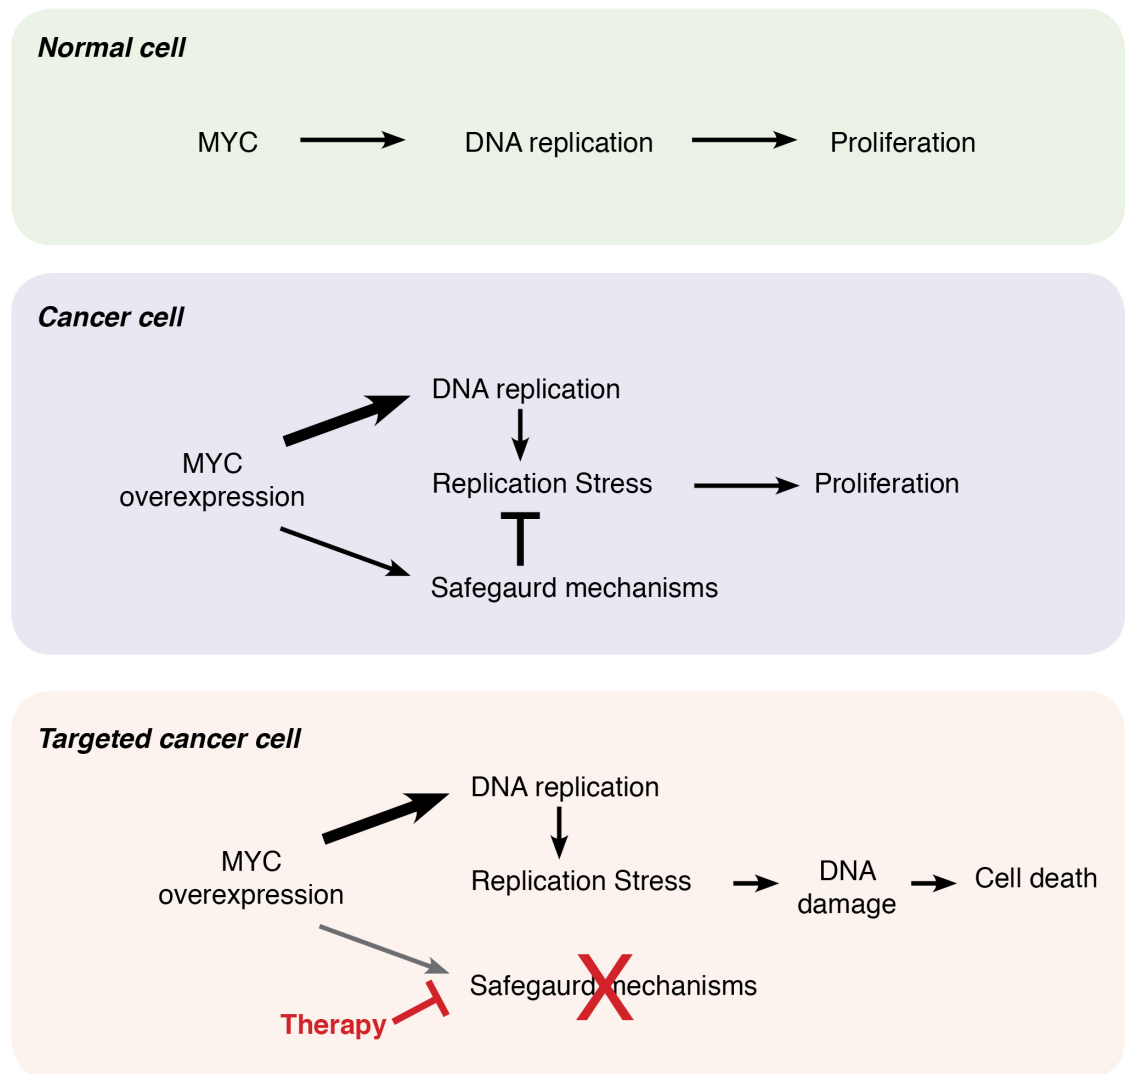 Normal cell
MYC DNA replication Proliferation
Cancer cell
DNA replication
MYC
overexpression
Replication Stress Proliferation
Safegaurd mechanisms
Targeted cancer cell
DNA replication
MYC
overexpression
Replication Stress
DNA
damage
Cell death
Safegaurd mechanisms
X
Therapy